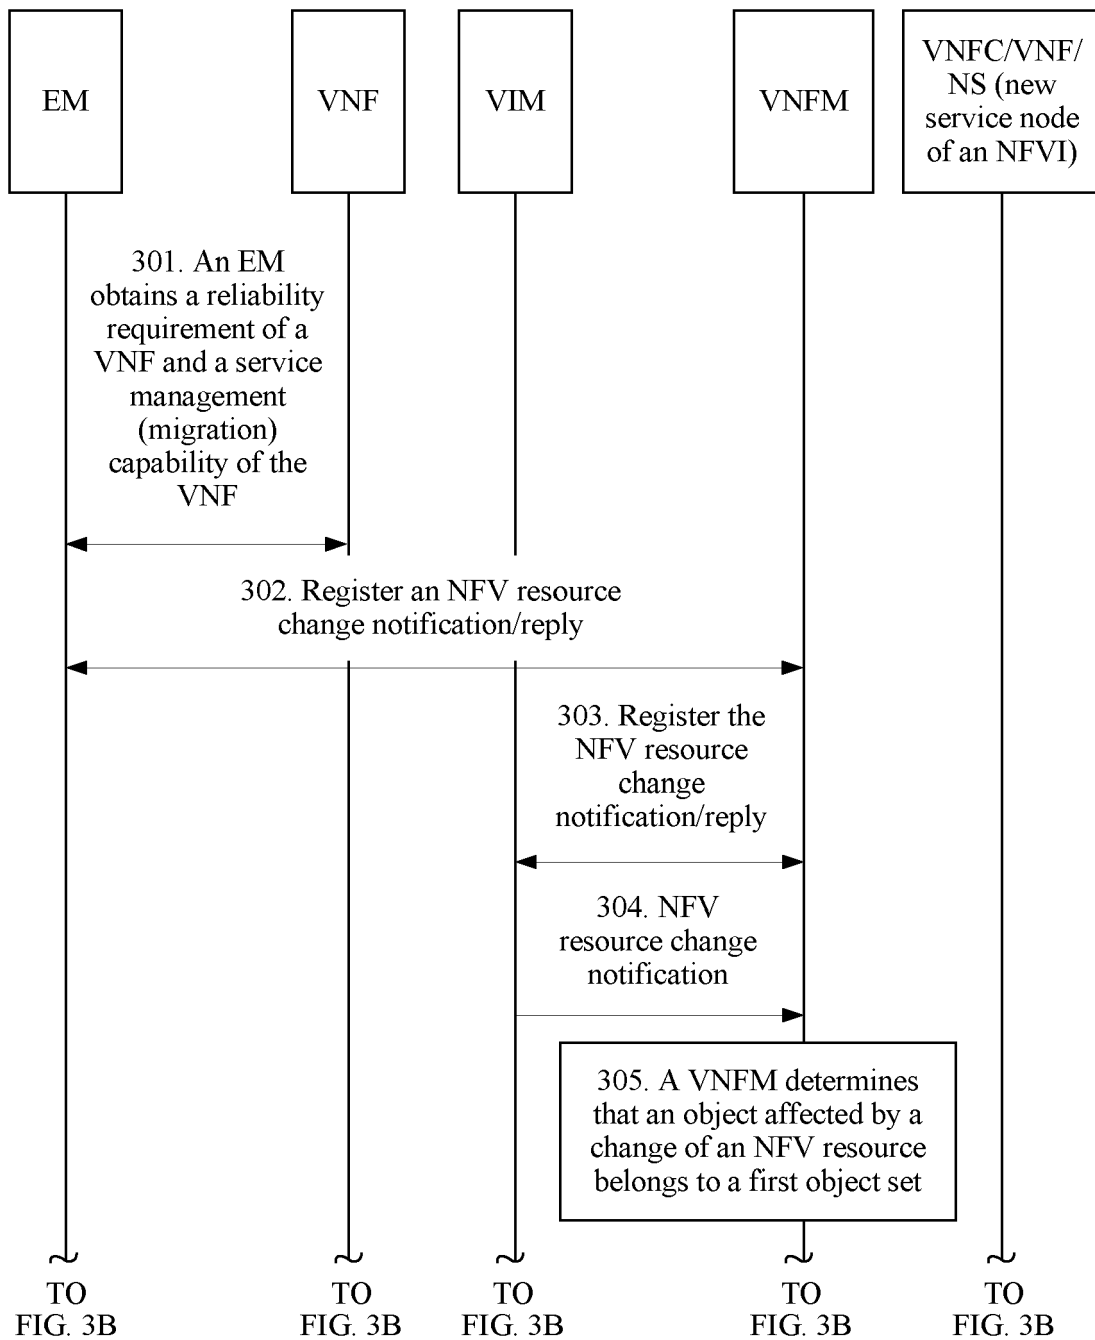 EM
VNF
VIM
VNFM
VNFC/VNF/
NS (new
service node
of an NFVI)
301. An EM
obtains a reliability
requirement of a
VNF and a service
management
(migration)
capability of the
VNF
302. Register an NFV resource
change notification/reply
303. Register the
NFV resource
change
notification/reply
304. NFV
resource change
notification
305. A VNFM determines
that an object affected by a
change of an NFV resource
belongs to a first object set
TO
FIG. 3B
TO
FIG. 3B
TO
FIG. 3B
TO
FIG. 3B
TO
FIG. 3B